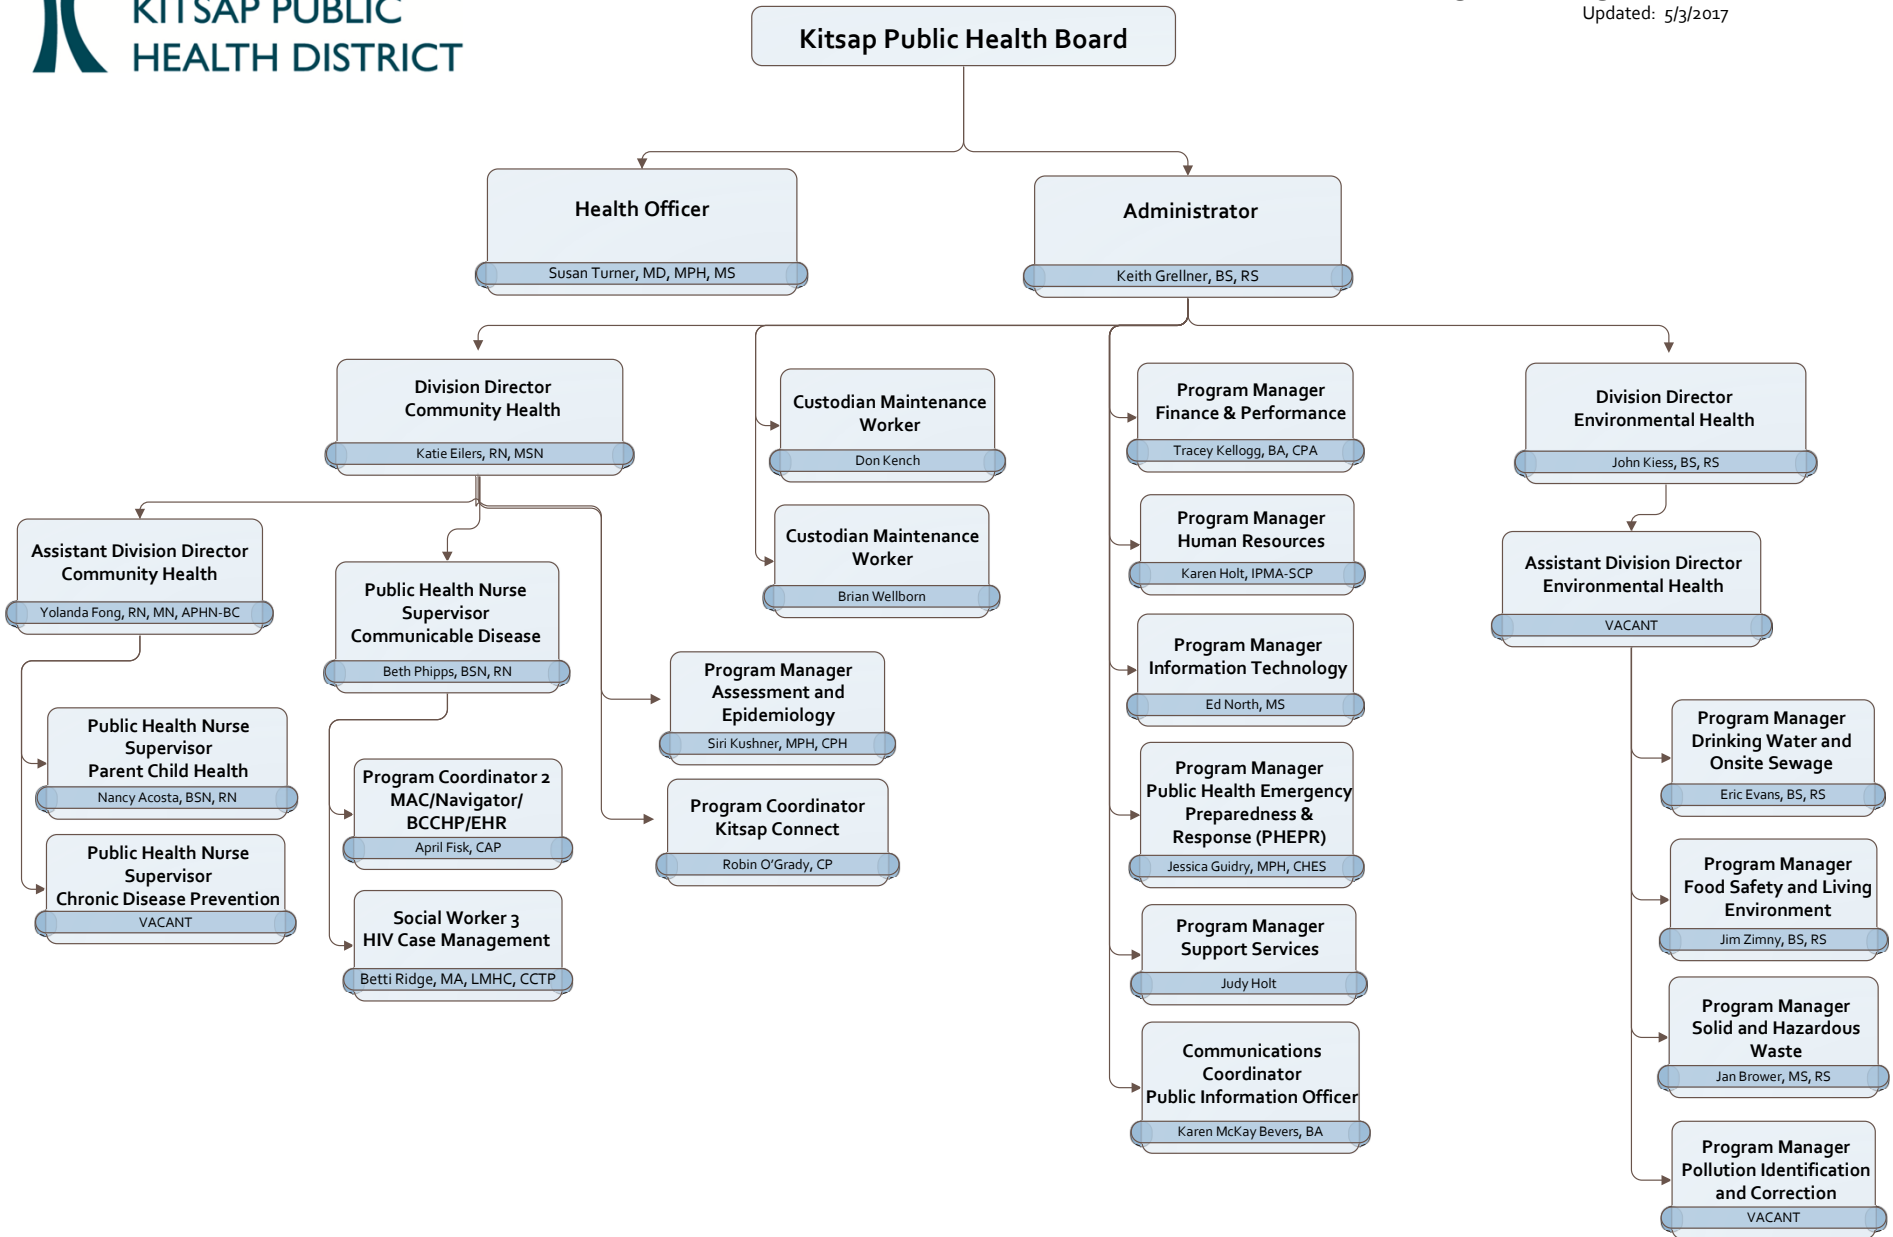 KITSAP PUBLIC
HEALTH DISTRICT
Updated: 5/3/2017
Kitsap Public Health Board
Health Officer
Susan Turner, MD, MPH, MS
Administrator
Keith Grellner, BS, RS
Division Director
Community Health
Katie Eilers, RN, MSN
Assistant Division Director
Community Health
Yolanda Fong, RN, MN, APHN-BC
Public Health Nurse
Supervisor
Parent Child Health
Nancy Acosta, BSN, RN
Public Health Nurse
Supervisor
Chronic Disease Prevention
VACANT
Public Health Nurse
Supervisor
Communicable Disease
Beth Phipps, BSN, RN
Program Coordinator 2
MAC/Navigator/
BCCHP/EHR
April Fisk, CAP
Social Worker 3
HIV Case Management
Betti Ridge, MA, LMHC, CCTP
Program Manager
Assessment and
Epidemiology
Siri Kushner, MPH, CPH
Program Coordinator
Kitsap Connect
Robin O'Grady, CP
Custodian Maintenance
Worker
Don Kench
Custodian Maintenance
Worker
Brian Wellborn
Program Manager
Finance & Performance
Tracey Kellogg, BA, CPA
Program Manager
Human Resources
Karen Holt, IPMA-SCP
Program Manager
Information Technology
Ed North, MS
Program Manager
Public Health Emergency
Preparedness &
Response (PHEPR)
Jessica Guidry, MPH, CHES
Program Manager
Support Services
Judy Holt
Communications
Coordinator
Public Information Officer
Karen McKay Bevers, BA
Division Director
Environmental Health
John Kiess, BS, RS
Assistant Division Director
Environmental Health
VACANT
Program Manager
Drinking Water and
Onsite Sewage
Eric Evans, BS, RS
Program Manager
Food Safety and Living
Environment
Jim Zimny, BS, RS
Program Manager
Solid and Hazardous
Waste
Jan Brower, MS, RS
Program Manager
Pollution Identification
and Correction
VACANT